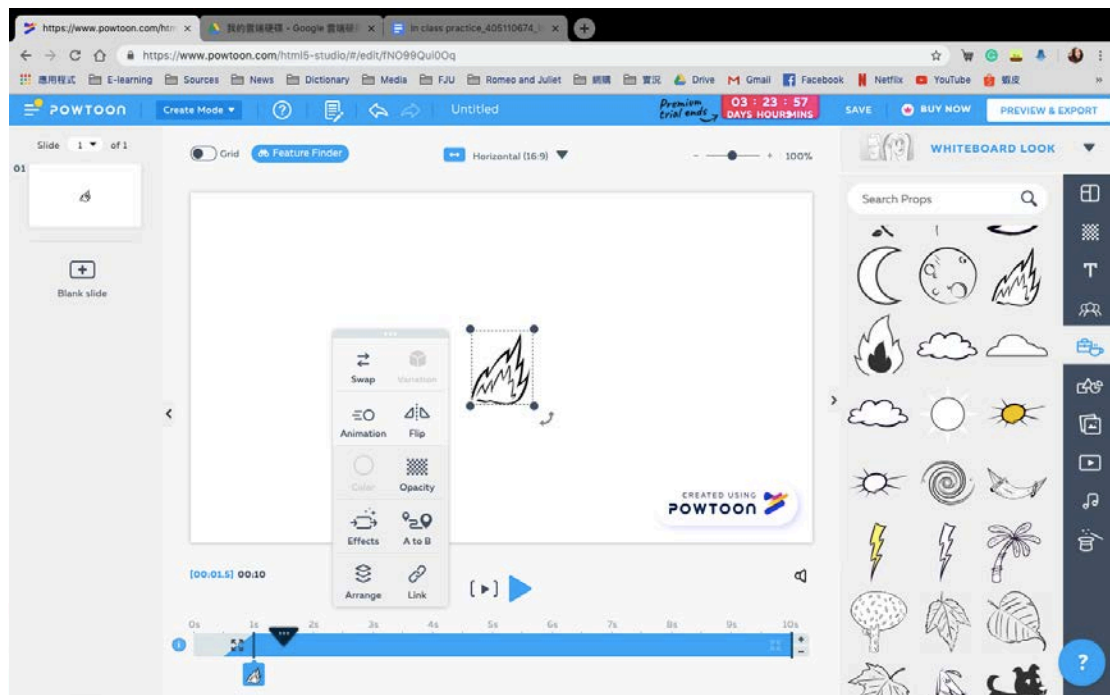 https://www.powtoon.com/htm
我的雲端硬碟 - Google 雲端硬
in class practice_405110674_
https://www.powtoon.com/html5-studio/#/edit/fNO99Qul0Oq
應用程式 E-learning Sources News Dictionary Media FJU Romeo and Juliet 網購 實況 Drive Gmail Facebook Netflix YouTube 蝦皮 »
POWTOON Create Mode Untitled Premium trial ends 03 : 23 : 57 DAYS HOURS MINS SAVE BUY NOW PREVIEW & EXPORT
Slide 1 of 1
Grid Feature Finder Horizontal (16:9) - + 100%
WHITEBOARD LOOK
01
Search Props
Blank slide
Swap Variation
Animation Flip
Color Opacity
Effects A to B
Arrange Link
CREATED USING
POWTOON
[00:01.5] 00:10
0s 1s 2s 3s 4s 5s 6s 7s 8s 9s 10s
+
-
?